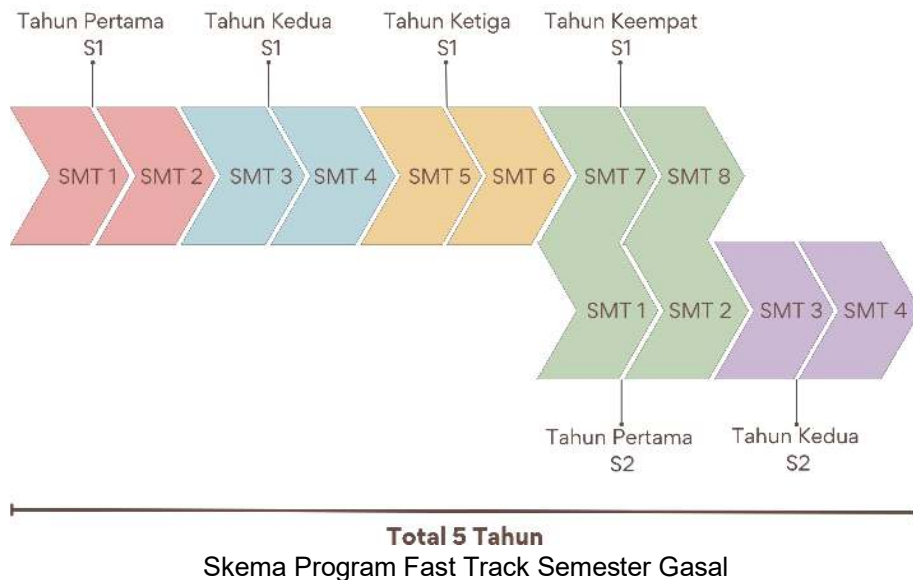 Tahun Pertama
S1
Tahun Kedua
S1
Tahun Ketiga
S1
Tahun Keempat
S1
SMT 1
SMT 2
SMT 3
SMT 4
SMT 5
SMT 6
SMT 7
SMT 8
SMT 1
SMT 2
SMT 3
SMT 4
Tahun Pertama
S2
Tahun Kedua
S2
Total 5 Tahun
Skema Program Fast Track Semester Gasal